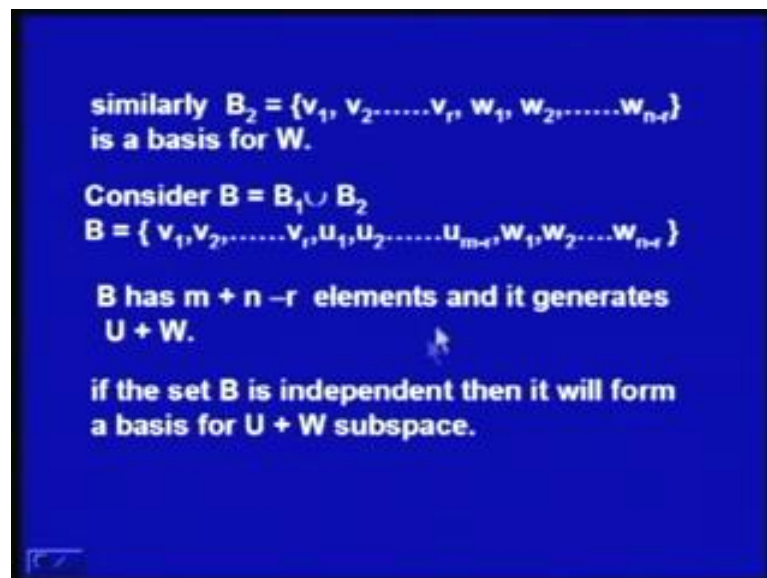 similarly B₂ = {v₁, v₂......vᵣ, w₁, w₂,......wₙ₋ᵣ}
is a basis for W.
Consider B = B₁∪ B₂
B = { v₁,v₂,......vᵣ,u₁,u₂......uₘ₋ᵣ,w₁,w₂....wₙ₋ᵣ }
B has m + n –r elements and it generates
U + W.
if the set B is independent then it will form
a basis for U + W subspace.